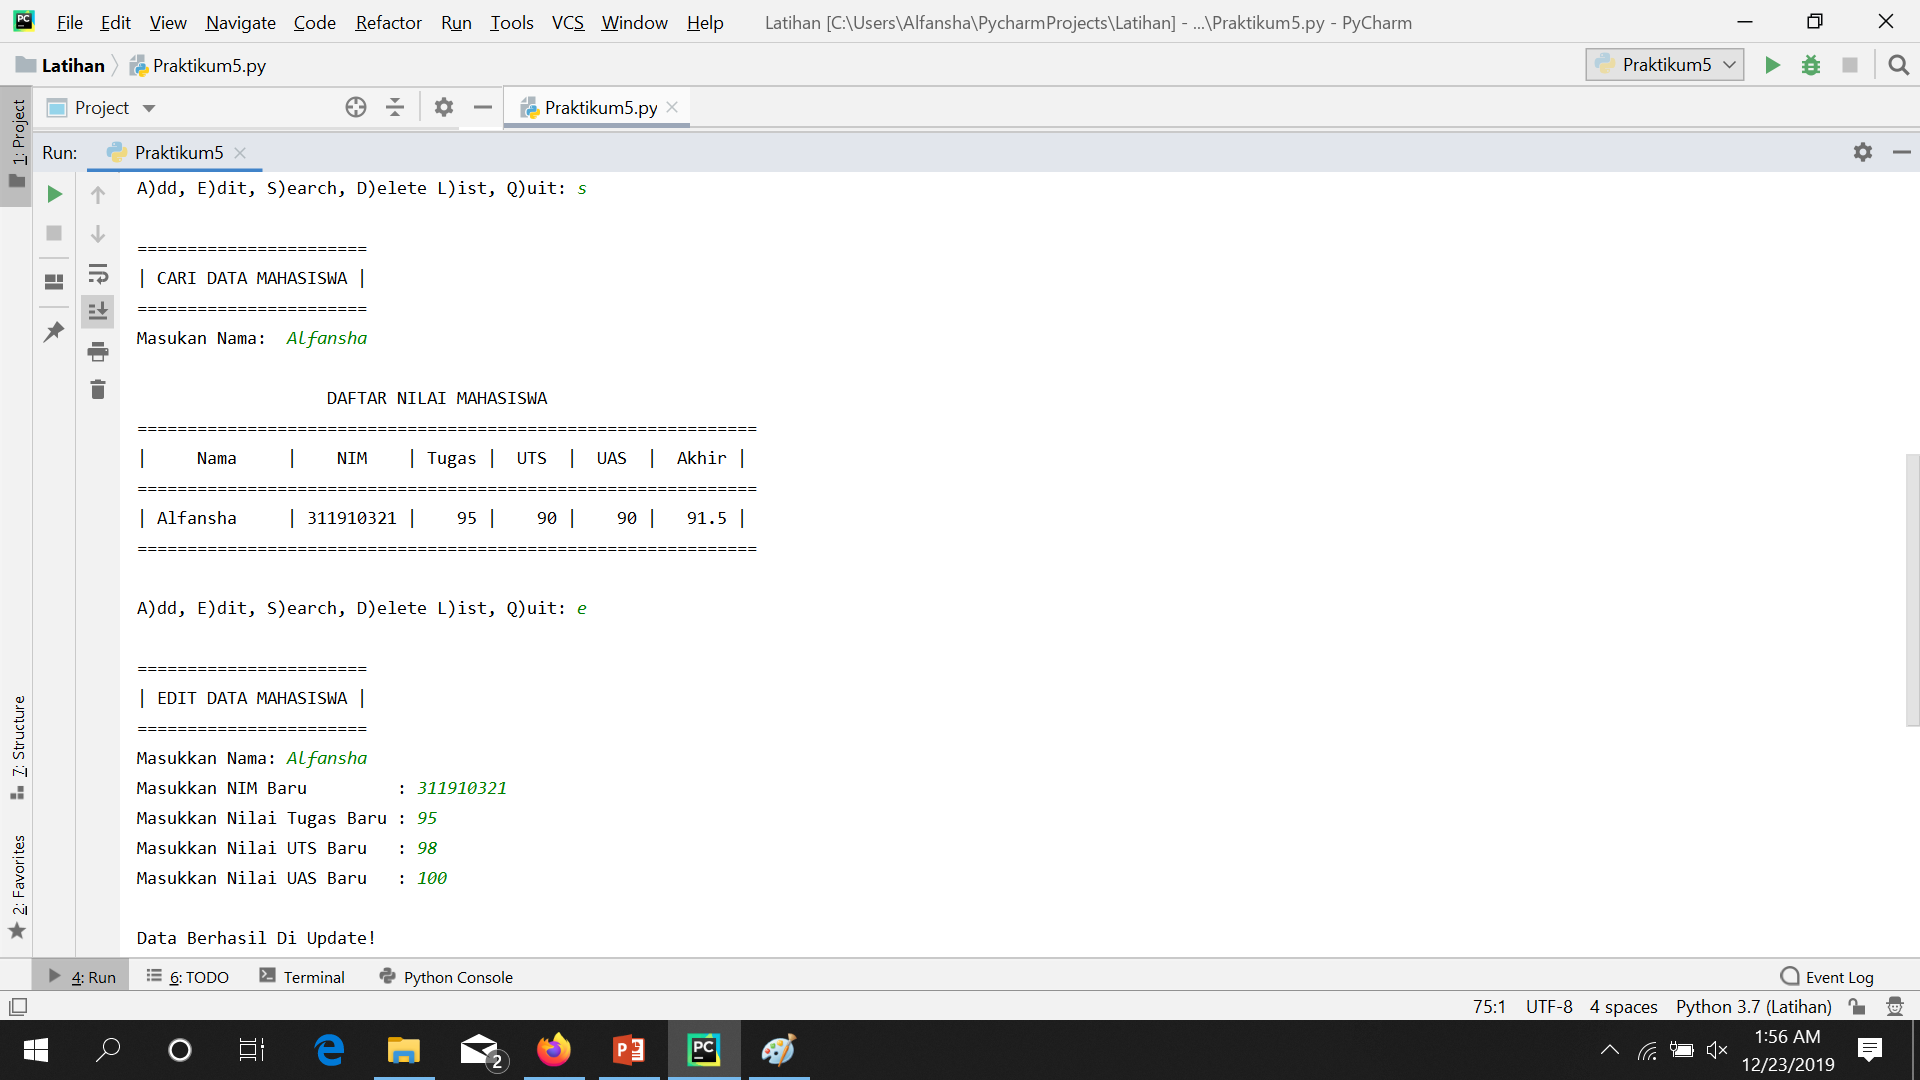 File Edit View Navigate Code Refactor Run Tools VCS Window Help Latihan [C:\Users\Alfansha\PycharmProjects\Latihan] - ...\Praktikum5.py - PyCharm
Latihan Praktikum5.py Praktikum5
Project Praktikum5.py
1: Project
Run: Praktikum5
A)dd, E)dit, S)earch, D)elete L)ist, Q)uit: s
=======================
| CARI DATA MAHASISWA |
=======================
Masukan Nama:  Alfansha
DAFTAR NILAI MAHASISWA
==============================================================
|     Nama     |    NIM    | Tugas |  UTS  |  UAS  |  Akhir |
==============================================================
| Alfansha     | 311910321 |    95 |    90 |    90 |   91.5 |
==============================================================
A)dd, E)dit, S)earch, D)elete L)ist, Q)uit: e
=======================
| EDIT DATA MAHASISWA |
=======================
Masukkan Nama: Alfansha
Masukkan NIM Baru         : 311910321
Masukkan Nilai Tugas Baru : 95
Masukkan Nilai UTS Baru   : 98
Masukkan Nilai UAS Baru   : 100
Data Berhasil Di Update!
7: Structure
2: Favorites
4: Run 6: TODO Terminal Python Console Event Log
75:1 UTF-8 4 spaces Python 3.7 (Latihan)
2
1:56 AM
12/23/2019